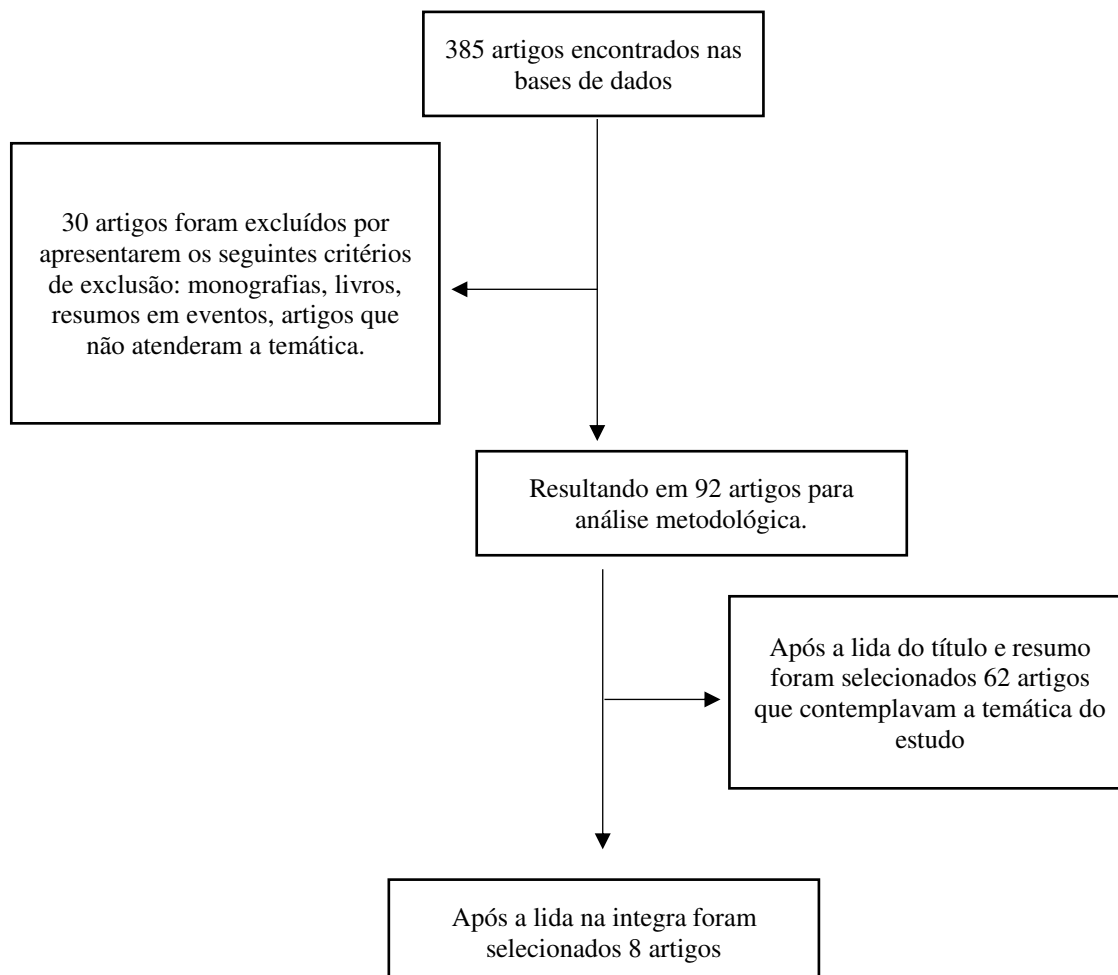 385 artigos encontrados nas
bases de dados
30 artigos foram excluídos por
apresentarem os seguintes critérios
de exclusão: monografias, livros,
resumos em eventos, artigos que
não atenderam a temática.
Resultando em 92 artigos para
análise metodológica.
Após a lida do título e resumo
foram selecionados 62 artigos
que contemplavam a temática do
estudo
Após a lida na integra foram
selecionados 8 artigos